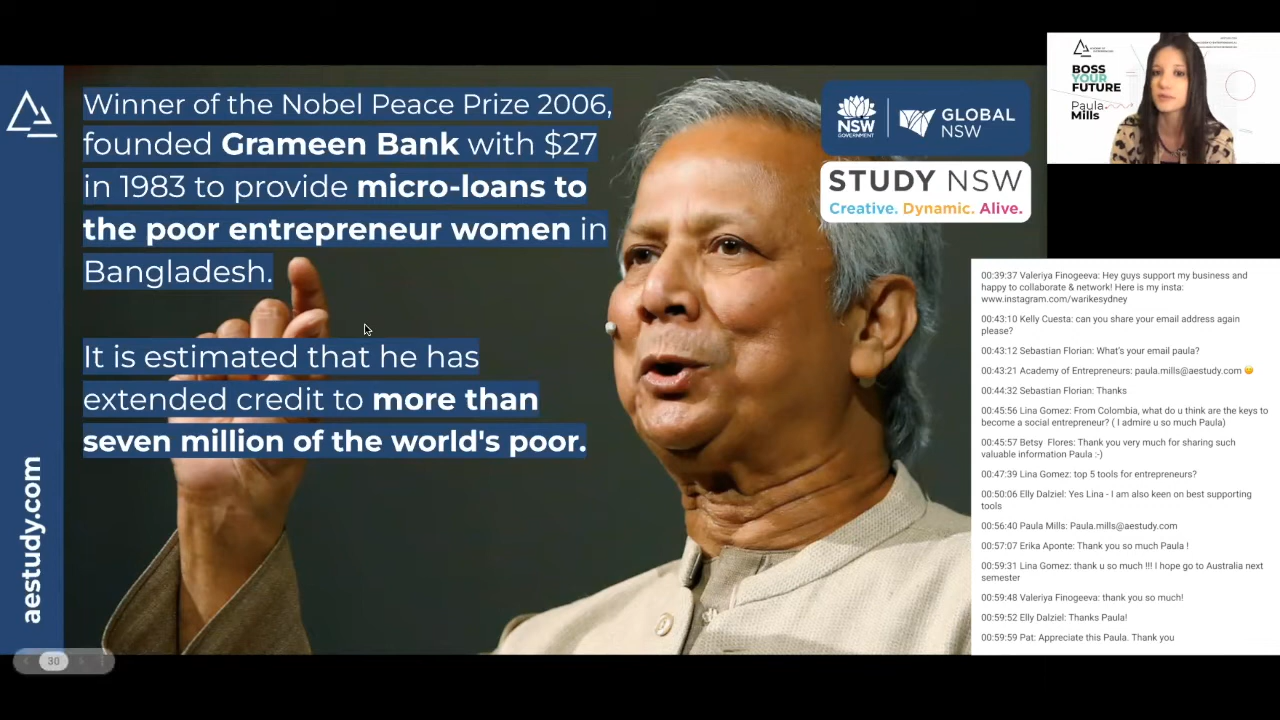 Winner of the Nobel Peace Prize 2006,
founded Grameen Bank with $27
in 1983 to provide micro-loans to
the poor entrepreneur women in
Bangladesh.
It is estimated that he has
extended credit to more than
seven million of the world's poor.
aestudy.com
30
NSW
GOVERNMENT
GLOBAL
NSW
STUDY NSW
Creative. Dynamic. Alive.
BOSS
YOUR
FUTURE
Paula
Mills
00:39:37 Valeriya Finogeeva: Hey guys support my business and
happy to collaborate & network! Here is my insta:
www.instagram.com/warikesydney
00:43:10 Kelly Cuesta: can you share your email address again
please?
00:43:12 Sebastian Florian: What's your email paula?
00:43:21 Academy of Entrepreneurs: paula.mills@aestudy.com 🙂
00:44:32 Sebastian Florian: Thanks
00:45:56 Lina Gomez: From Colombia, what do u think are the keys to
become a social entrepreneur? ( I admire u so much Paula)
00:45:57 Betsy Flores: Thank you very much for sharing such
valuable information Paula :-)
00:47:39 Lina Gomez: top 5 tools for entrepreneurs?
00:50:06 Elly Dalziel: Yes Lina - I am also keen on best supporting
tools
00:56:40 Paula Mills: Paula.mills@aestudy.com
00:57:07 Erika Aponte: Thank you so much Paula !
00:59:31 Lina Gomez: thank u so much !!! I hope go to Australia next
semester
00:59:48 Valeriya Finogeeva: thank you so much!
00:59:52 Elly Dalziel: Thanks Paula!
00:59:59 Pat: Appreciate this Paula. Thank you